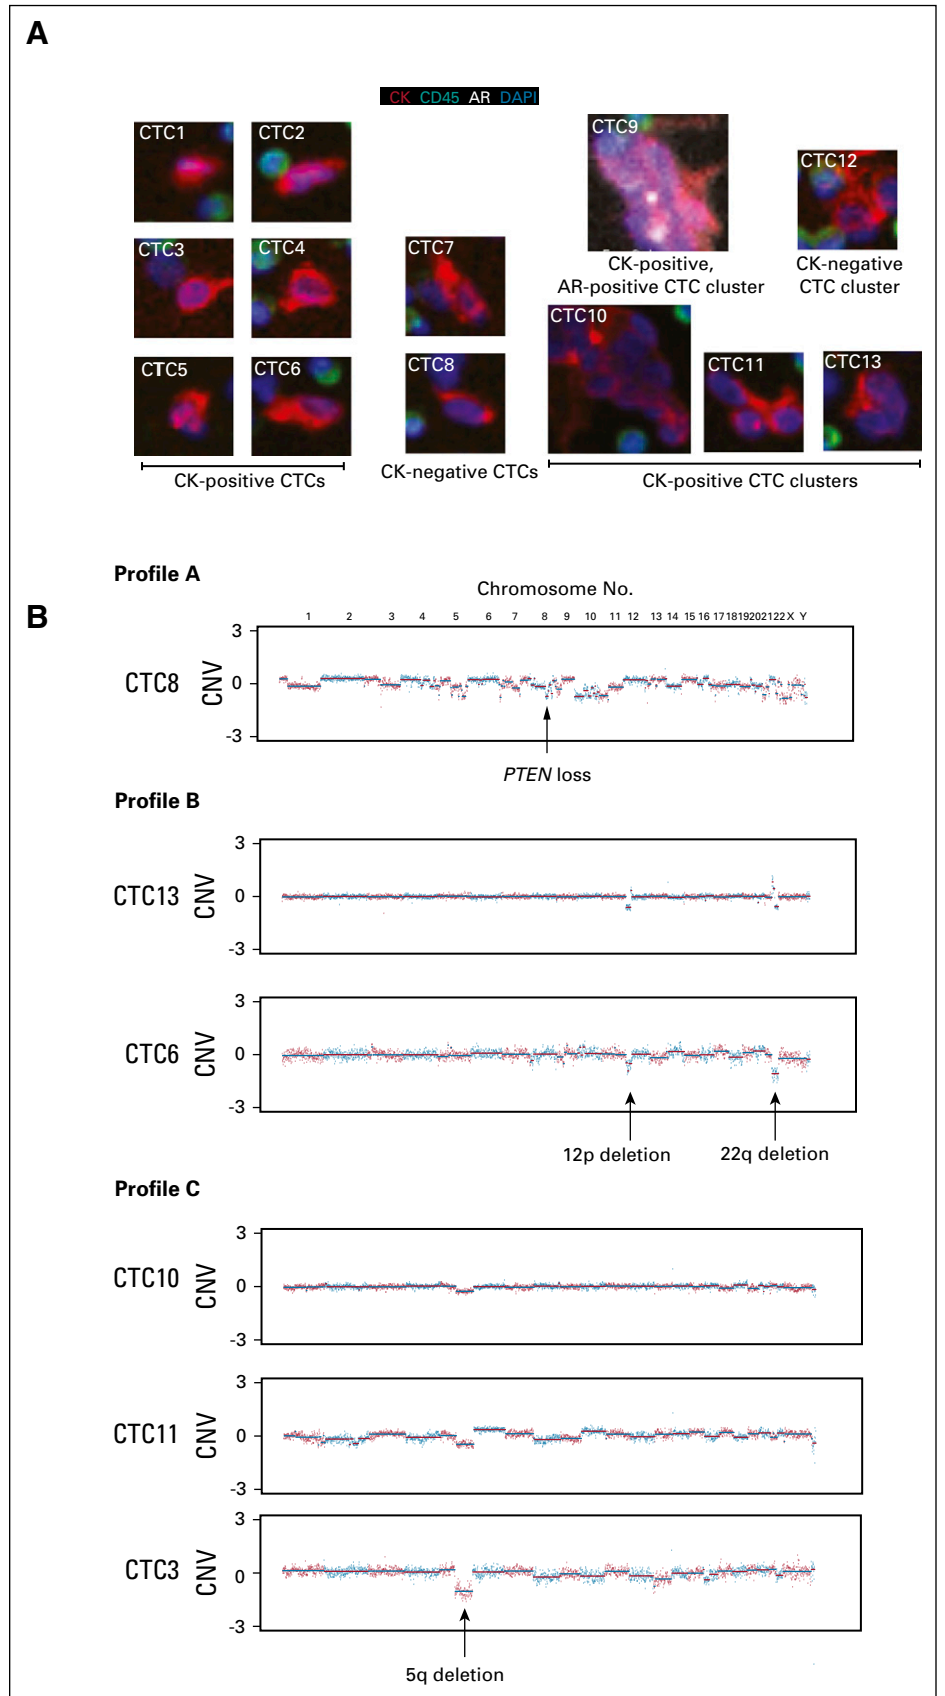 A
CK CD45 AR DAPI
CTC1
CTC2
CTC9
CTC12
CTC3
CTC4
CTC7
CK-positive,
AR-positive CTC cluster
CK-negative
CTC cluster
CTC10
CTC5
CTC6
CTC8
CTC11
CTC13
CK-positive CTCs
CK-negative CTCs
CK-positive CTC clusters
B
Profile A
Chromosome No.
1 2 3 4 5 6 7 8 9 10 11 12 13 14 15 16 17 18 19 20 21 22 X Y
CTC8
CNV
3
0
-3
PTEN loss
Profile B
CTC13
CNV
3
0
-3
CTC6
CNV
3
0
-3
12p deletion
22q deletion
Profile C
CTC10
CNV
3
0
-3
CTC11
CNV
3
0
-3
CTC3
CNV
3
0
-3
5q deletion